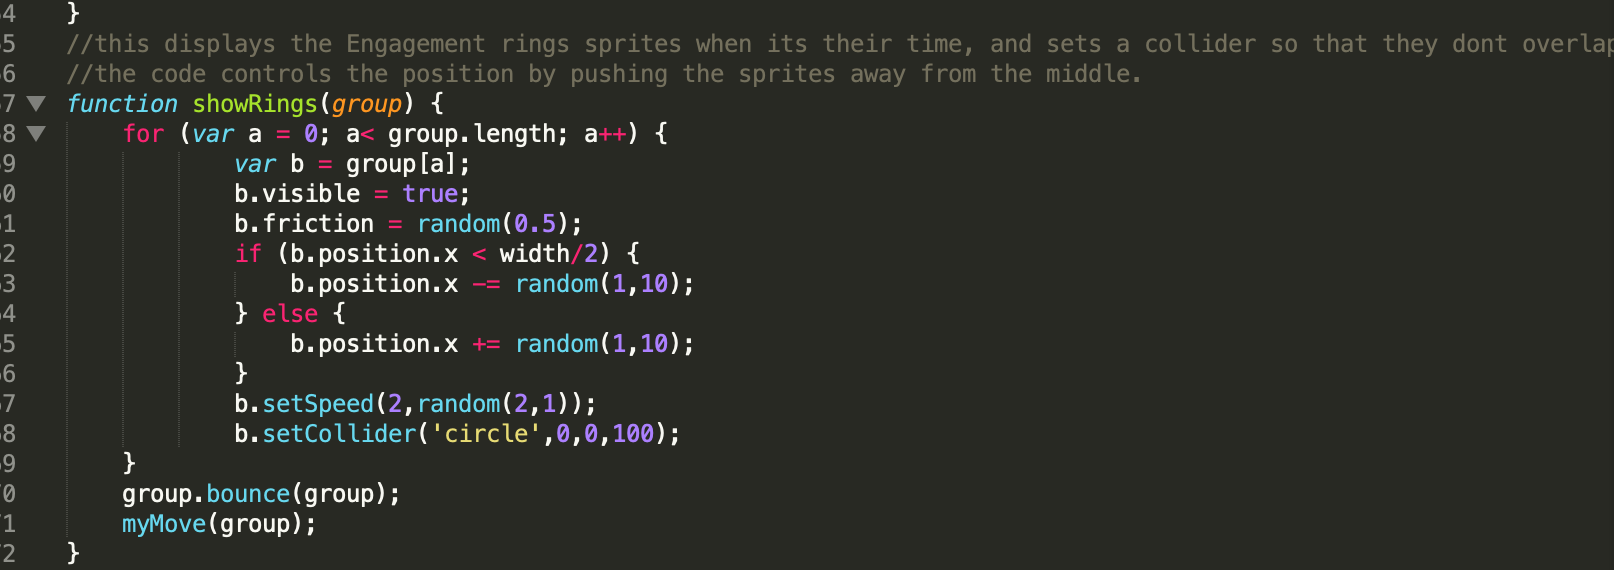 4 }
5 //this displays the Engagement rings sprites when its their time, and sets a collider so that they dont overlap
6 //the code controls the position by pushing the sprites away from the middle.
7 function showRings(group) {
8 for (var a = 0; a< group.length; a++) {
9 var b = group[a];
0 b.visible = true;
1 b.friction = random(0.5);
2 if (b.position.x < width/2) {
3 b.position.x -= random(1,10);
4 } else {
5 b.position.x += random(1,10);
6 }
7 b.setSpeed(2,random(2,1));
8 b.setCollider('circle',0,0,100);
9 }
0 group.bounce(group);
1 myMove(group);
2 }